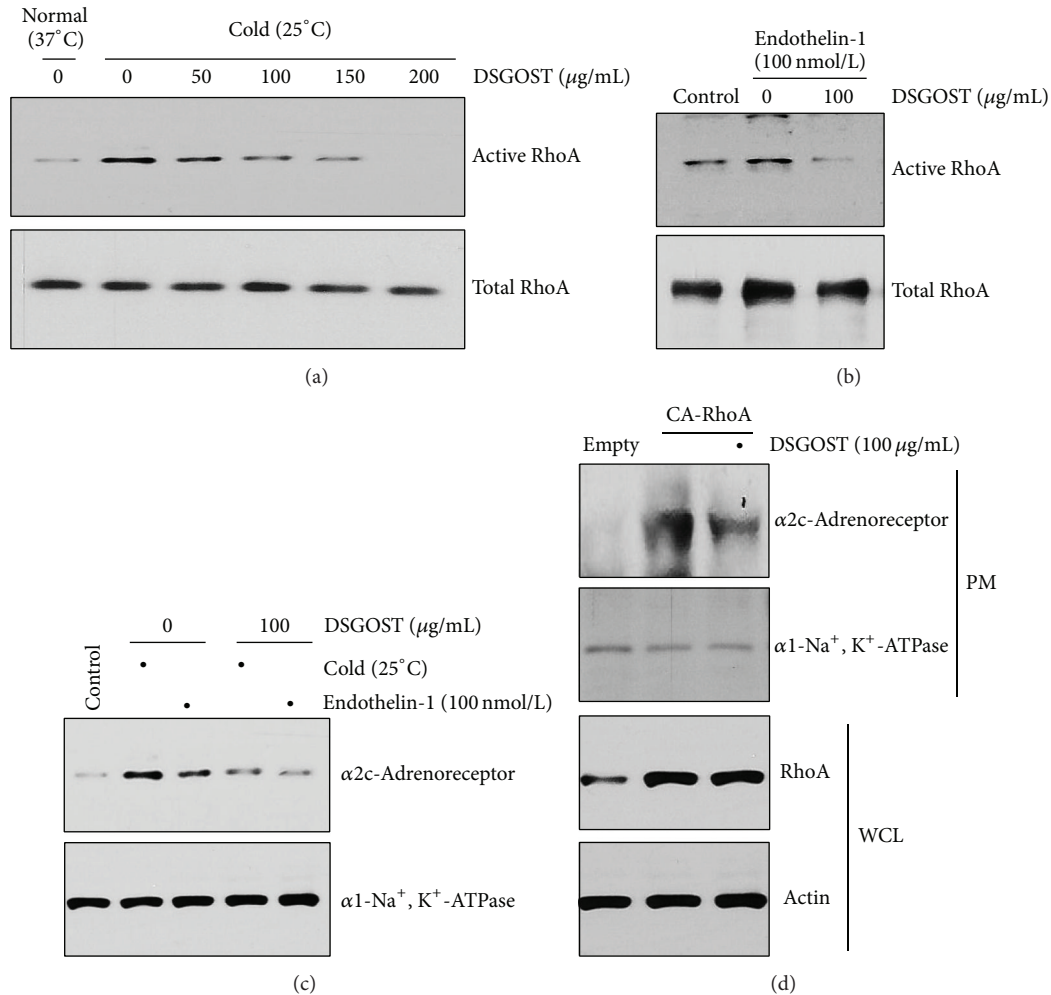 Normal
(37°C)
Cold (25°C)
0 0 50 100 150 200 DSGOST (μg/mL)
Active RhoA
Total RhoA
(a)
Endothelin-1
(100 nmol/L)
Control 0 100 DSGOST (μg/mL)
Active RhoA
Total RhoA
(b)
Control
0 100 DSGOST (μg/mL)
• • Cold (25°C)
• • Endothelin-1 (100 nmol/L)
α2c-Adrenoreceptor
α1-Na⁺, K⁺-ATPase
(c)
CA-RhoA
Empty • DSGOST (100 μg/mL)
α2c-Adrenoreceptor
α1-Na⁺, K⁺-ATPase
PM
RhoA
Actin
WCL
(d)